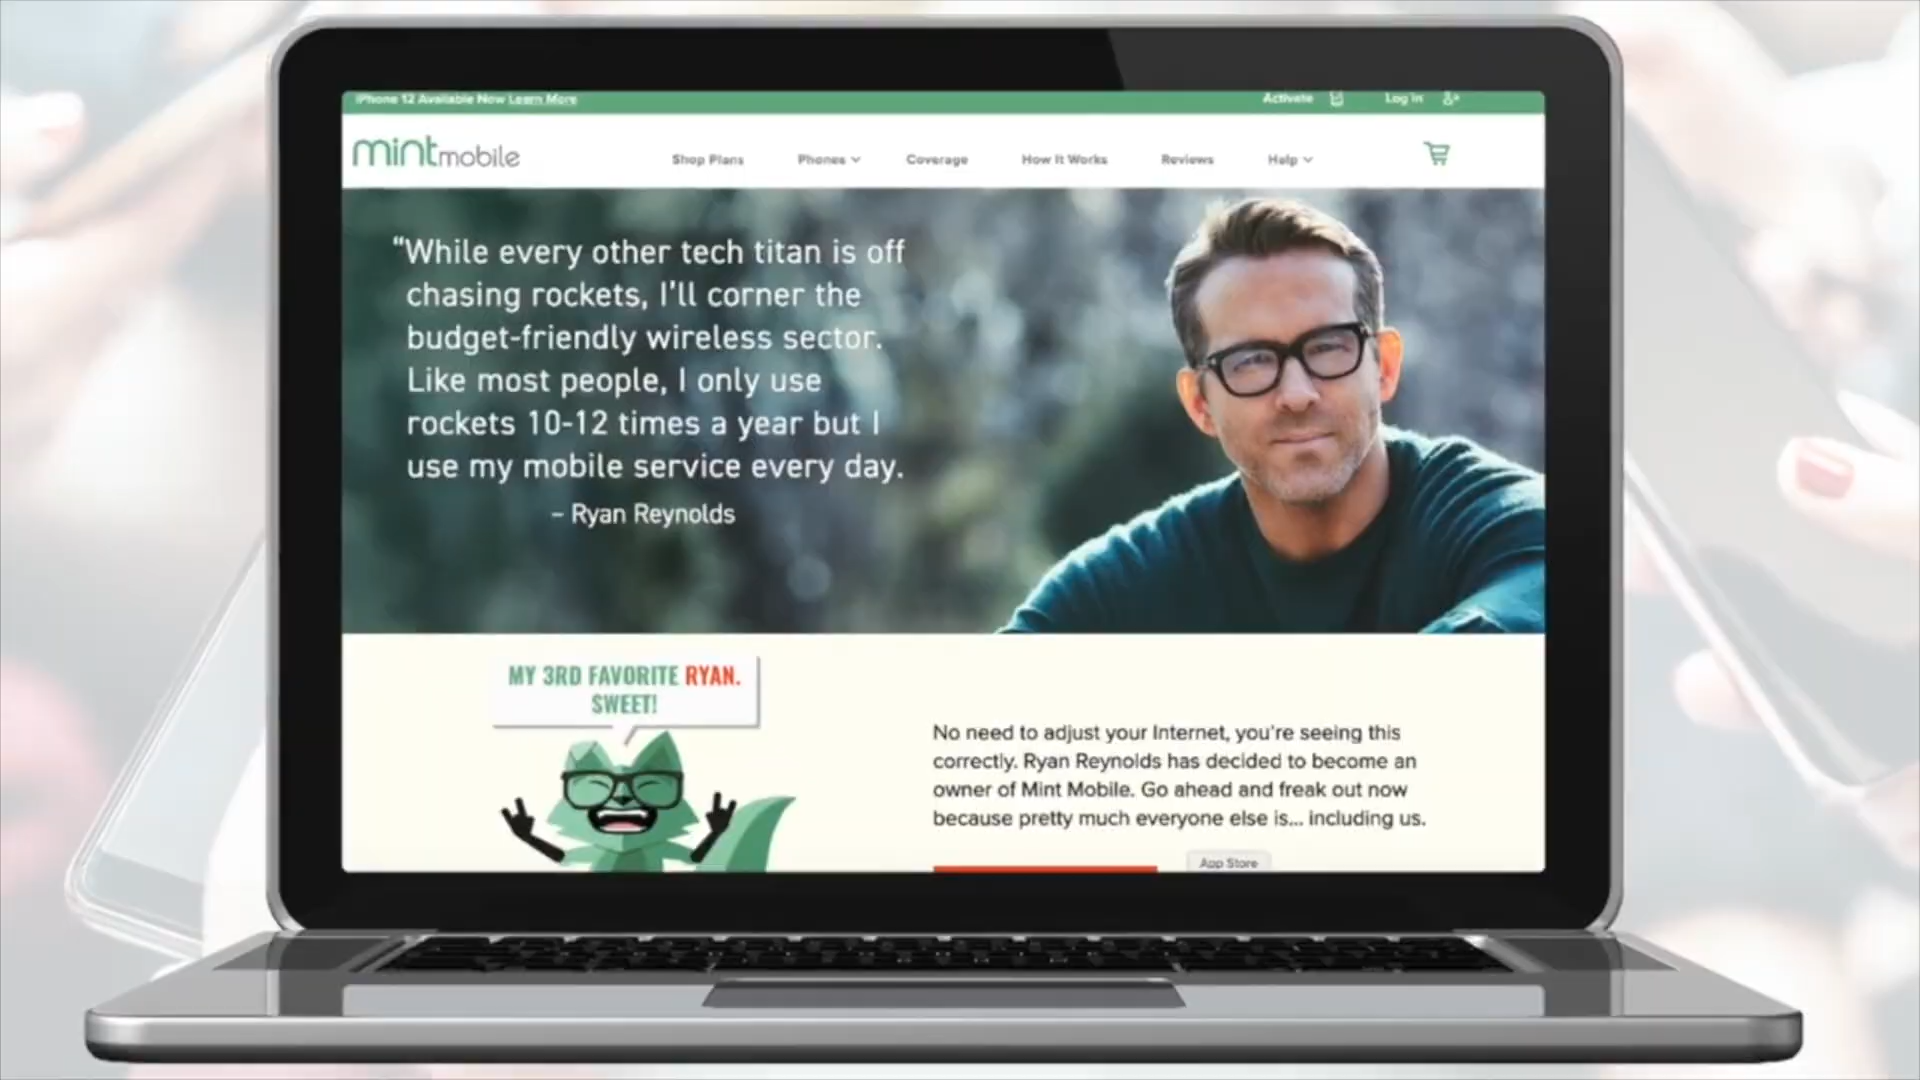 iPhone 12 Available Now Learn More
Activate
Log In
mintmobile
Shop Plans
Phones
Coverage
How It Works
Reviews
Help
“While every other tech titan is off
chasing rockets, I’ll corner the
budget-friendly wireless sector.
Like most people, I only use
rockets 10-12 times a year but I
use my mobile service every day.
– Ryan Reynolds
MY 3RD FAVORITE RYAN.
SWEET!
No need to adjust your Internet, you’re seeing this
correctly. Ryan Reynolds has decided to become an
owner of Mint Mobile. Go ahead and freak out now
because pretty much everyone else is... including us.
App Store